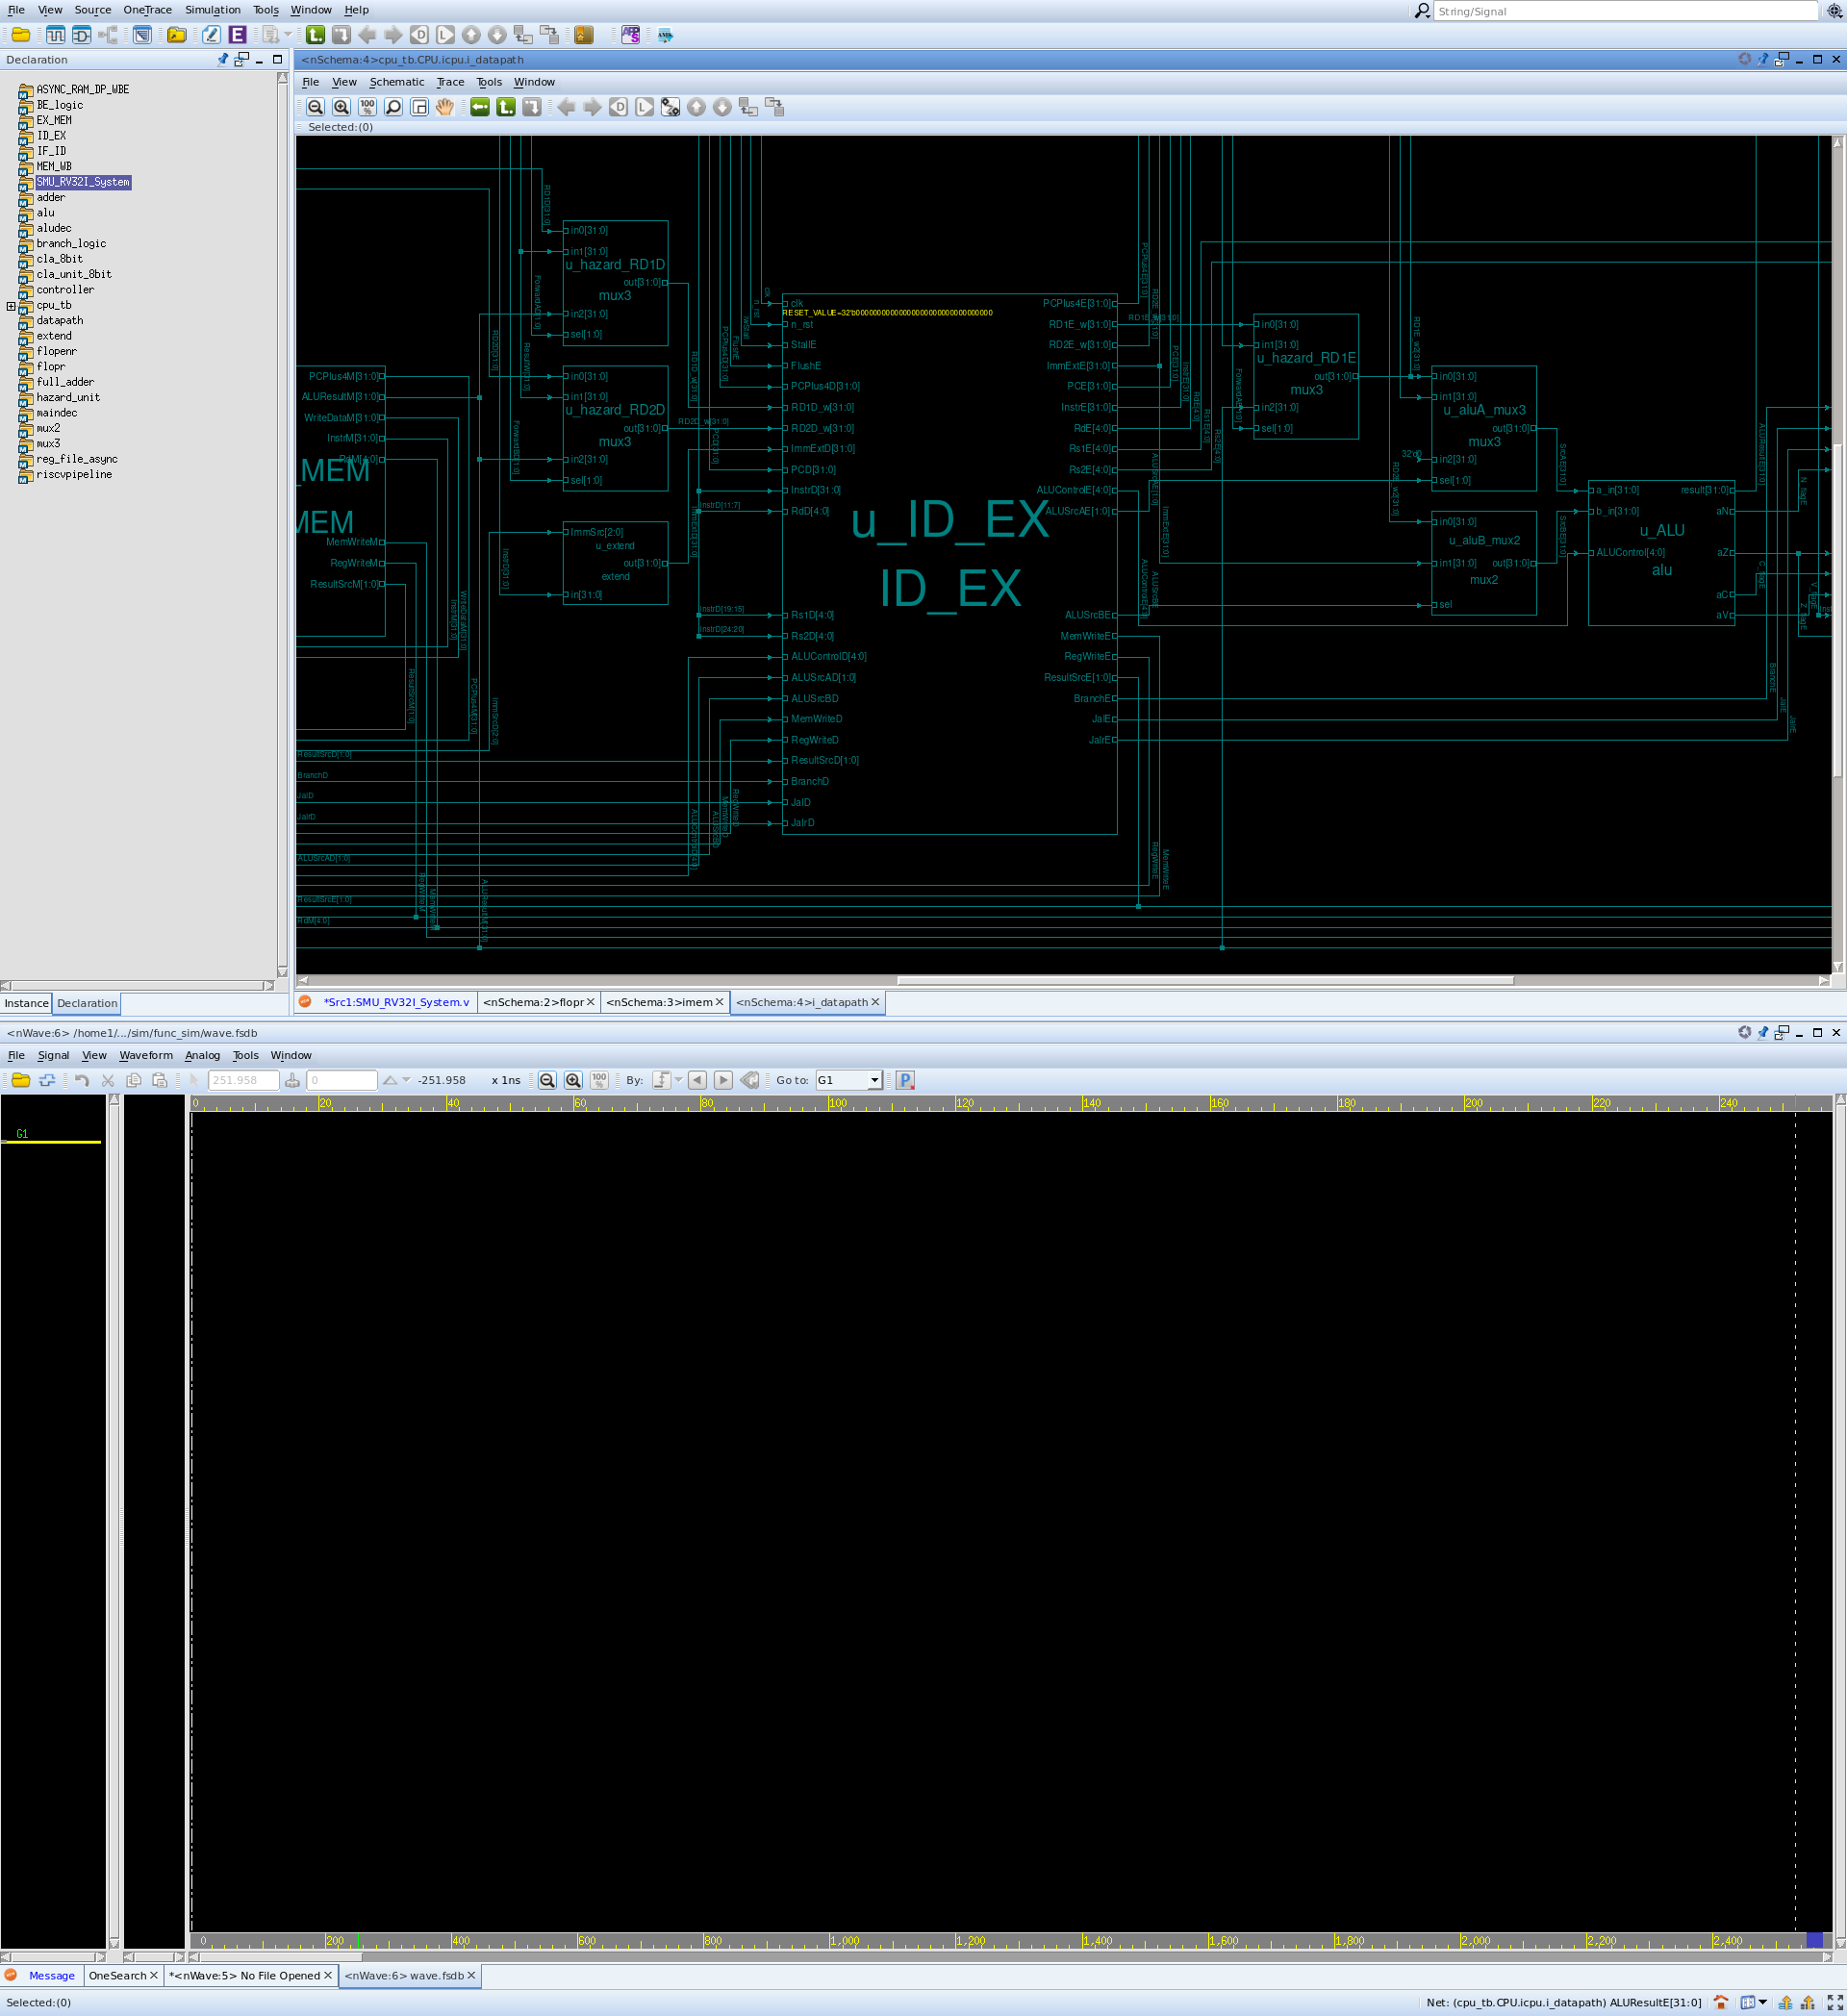 File View Source OneTrace Simulation Tools Window Help
String/Signal
Declaration
ASYNC_RAM_DP_WBE
BE_logic
EX_MEM
ID_EX
IF_ID
MEM_WB
SMU_RV32I_System
adder
alu
aludec
branch_logic
cla_8bit
cla_unit_8bit
controller
cpu_tb
datapath
extend
flopenr
flopr
full_adder
hazard_unit
maindec
mux2
mux3
reg_file_async
riscvpipeline
Instance Declaration
<nSchema:4>cpu_tb.CPU.icpu.i_datapath
File View Schematic Trace Tools Window
Selected:(0)
PCPlus4M[31:0]
ALUResultM[31:0]
WriteDataM[31:0]
InstrM[31:0]
RdM[4:0]
_MEM
MEM
MemWriteM
RegWriteM
ResultSrcM[1:0]
in0[31:0]
in1[31:0]
u_hazard_RD1D
out[31:0]
mux3
in2[31:0]
sel[1:0]
in0[31:0]
in1[31:0]
u_hazard_RD2D
out[31:0]
mux3
in2[31:0]
sel[1:0]
ImmSrc[2:0]
u_extend
out[31:0]
extend
in[31:0]
RD2D_w[31:0]
InstrD[11:7]
InstrD[19:15]
InstrD[24:20]
ResultSrcD[1:0]
BranchD
JalD
JalrD
ALUSrcAD[1:0]
ResultSrcE[1:0]
RdM[4:0]
clk
RESET_VALUE=32'b00000000000000000000000000000000
n_rst
StallE
FlushE
PCPlus4D[31:0]
RD1D_w[31:0]
RD2D_w[31:0]
ImmExtD[31:0]
PCD[31:0]
InstrD[31:0]
RdD[4:0]
u_ID_EX
ID_EX
Rs1D[4:0]
Rs2D[4:0]
ALUControlD[4:0]
ALUSrcAD[1:0]
ALUSrcBD
MemWriteD
RegWriteD
ResultSrcD[1:0]
BranchD
JalD
JalrD
PCPlus4E[31:0]
RD1E_w[31:0]
RD2E_w[31:0]
ImmExtE[31:0]
PCE[31:0]
InstrE[31:0]
RdE[4:0]
Rs1E[4:0]
Rs2E[4:0]
ALUControlE[4:0]
ALUSrcAE[1:0]
ALUSrcBE
MemWriteE
RegWriteE
ResultSrcE[1:0]
BranchE
JalE
JalrE
RD1E_w[31:0]
in0[31:0]
in1[31:0]
u_hazard_RD1E
out[31:0]
mux3
in2[31:0]
sel[1:0]
in0[31:0]
in1[31:0]
u_aluA_mux3
out[31:0]
mux3
32'd0
in2[31:0]
sel[1:0]
in0[31:0]
u_aluB_mux2
in1[31:0] out[31:0]
mux2
sel
a_in[31:0] result[31:0]
b_in[31:0] aN
u_ALU
ALUControl[4:0] aZ
alu
aC
aV
*Src1:SMU_RV32I_System.v <nSchema:2>flopr <nSchema:3>imem <nSchema:4>i_datapath
<nWave:6> /home1/.../sim/func_sim/wave.fsdb
File Signal View Waveform Analog Tools Window
251.958 0 -251.958 x 1ns 100% By: Go to: G1
0 20 40 60 80 100 120 140 160 180 200 220 240
G1
0 200 400 600 800 1,000 1,200 1,400 1,600 1,800 2,000 2,200 2,400
Message OneSearch *<nWave:5> No File Opened <nWave:6> wave.fsdb
Selected:(0)
Net: (cpu_tb.CPU.icpu.i_datapath) ALUResultE[31:0]